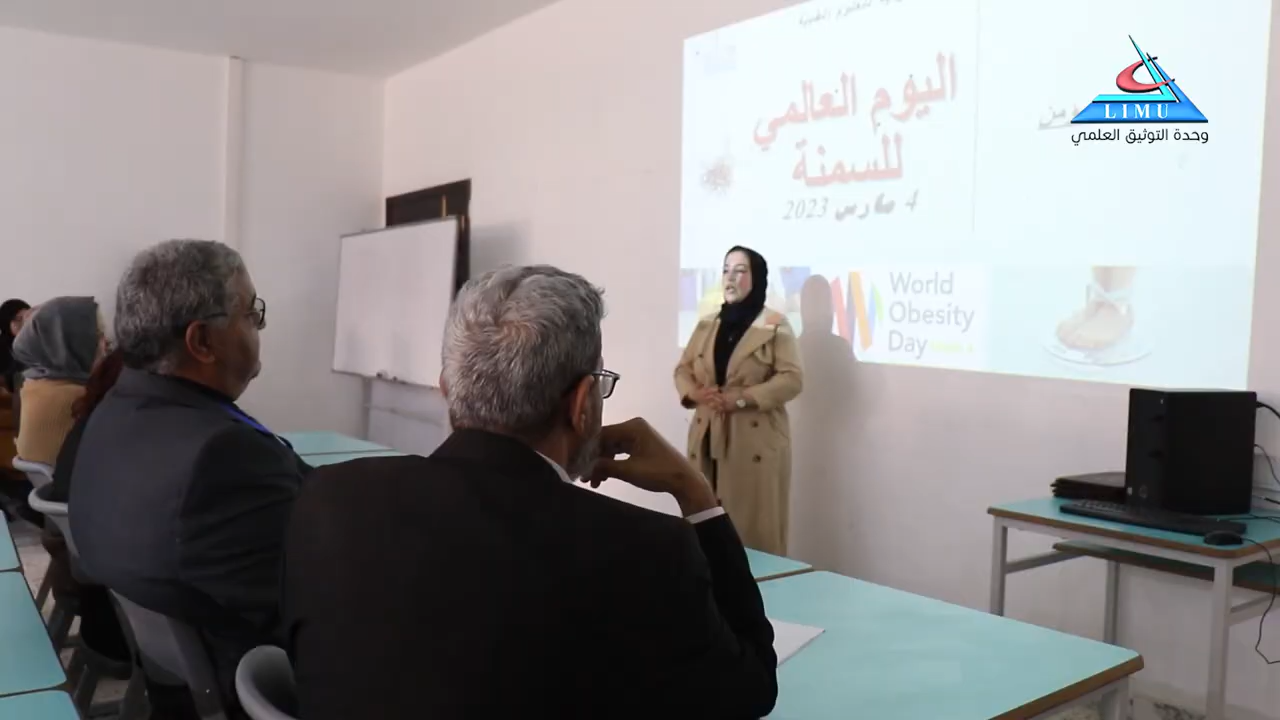 اليوم العالمي
للسمنة
4 مارس 2023
World
Obesity
Day
LIMU
وحدة التوثيق العلمي